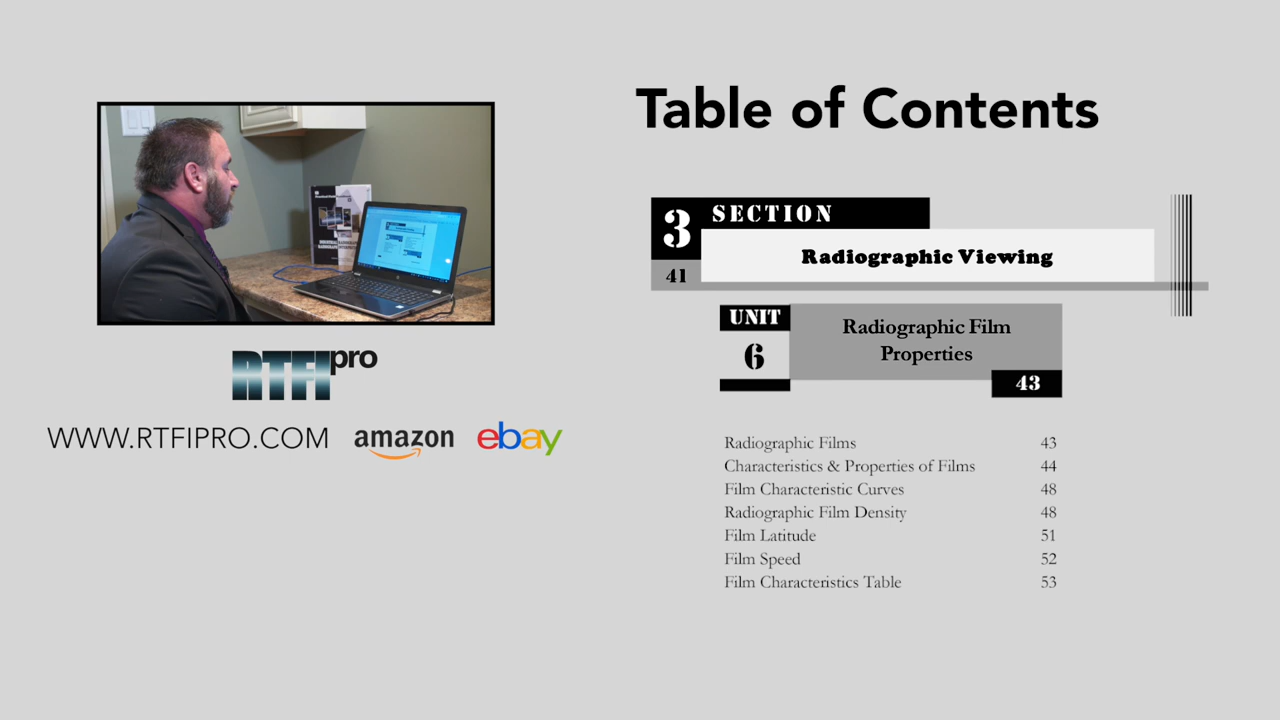 Table of Contents
3 SECTION
Radiographic Viewing
41
UNIT
6
Radiographic Film
Properties
43
Radiographic Films 43
Characteristics & Properties of Films 44
Film Characteristic Curves 48
Radiographic Film Density 48
Film Latitude 51
Film Speed 52
Film Characteristics Table 53
RTFIpro
WWW.RTFIPRO.COM amazon ebay